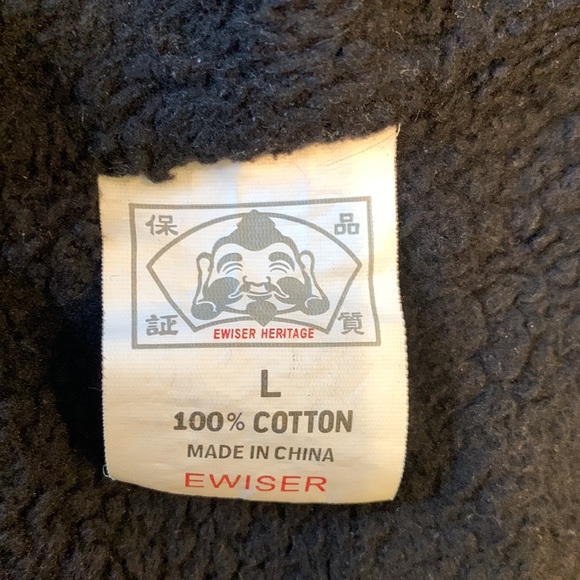 保 品
証 質
EWISER HERITAGE
L
100% COTTON
MADE IN CHINA
EWISER